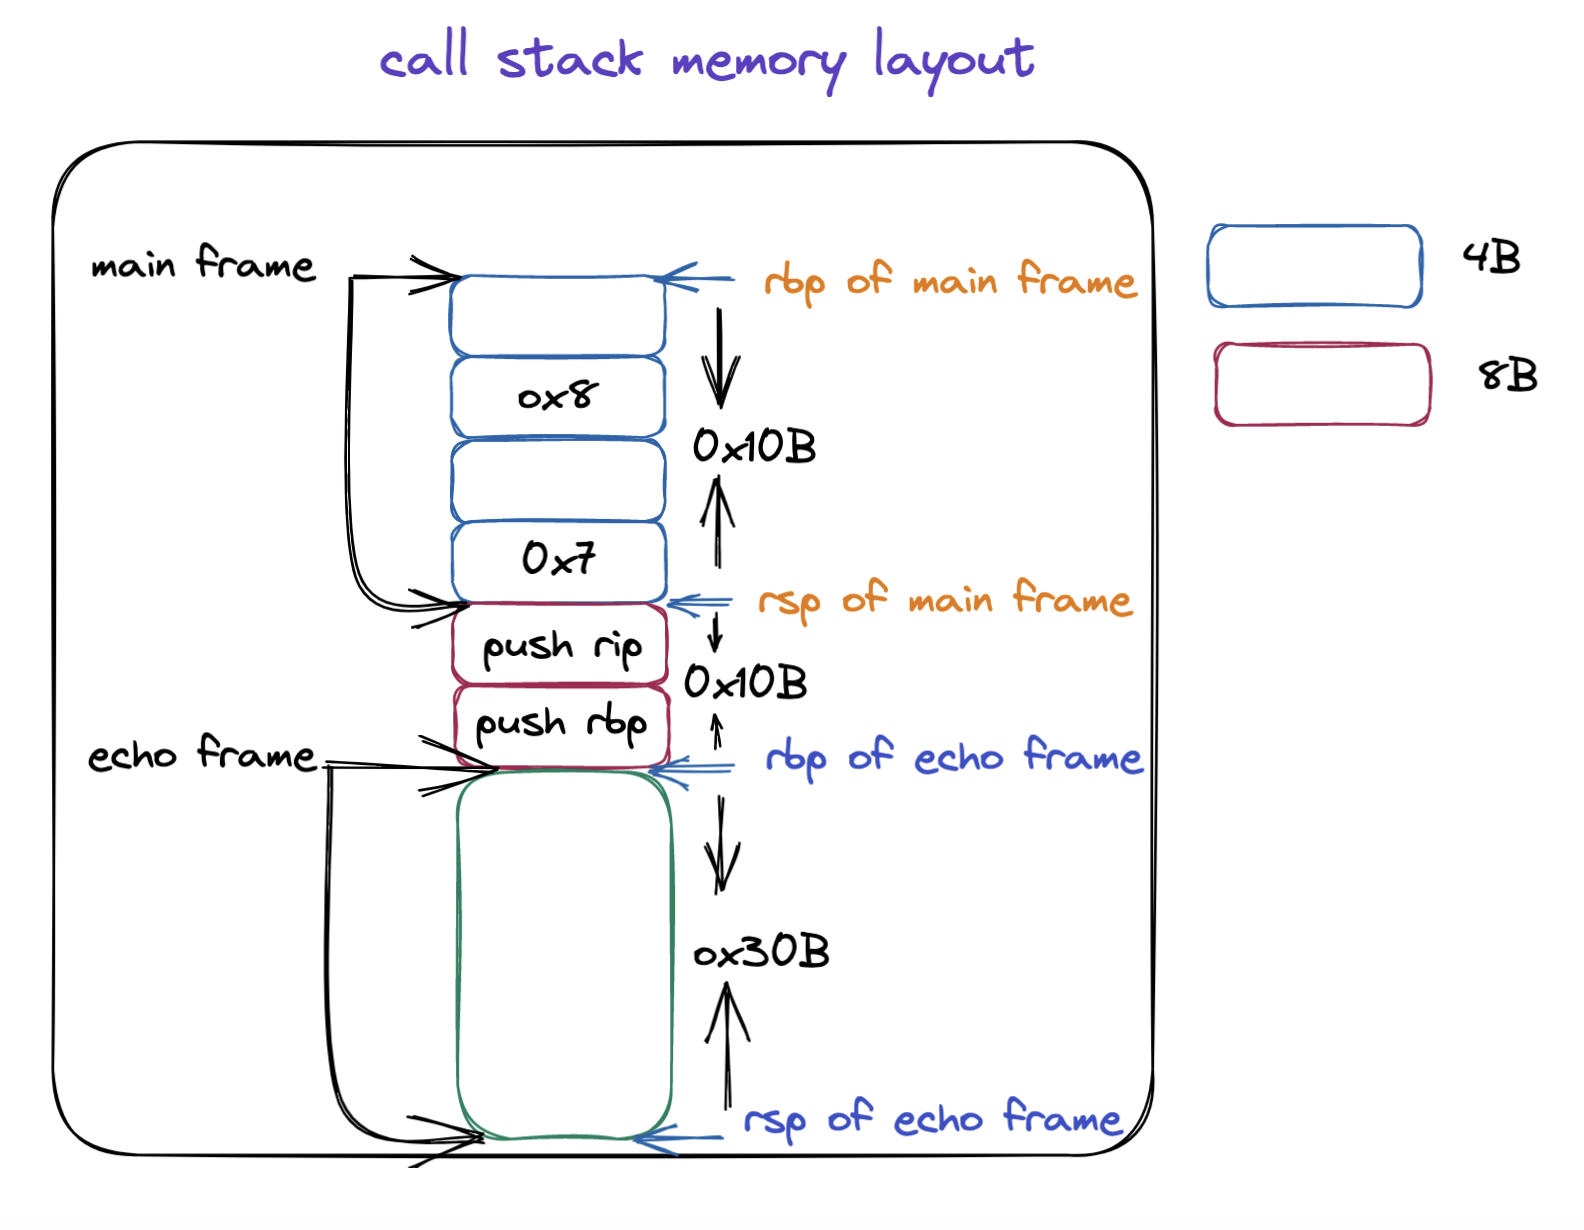 call stack memory layout
main frame
rbp of main frame
4B
8B
0x8
0x10B
0x7
rsp of main frame
push rip
0x10B
push rbp
echo frame
rbp of echo frame
0x30B
rsp of echo frame